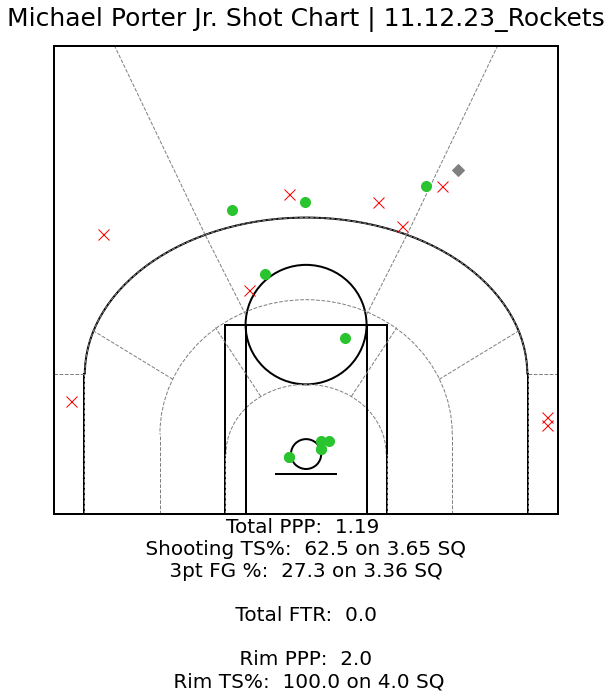 Michael Porter Jr. Shot Chart | 11.12.23_Rockets
Total PPP: 1.19
Shooting TS%: 62.5 on 3.65 SQ
3pt FG %: 27.3 on 3.36 SQ
Total FTR: 0.0
Rim PPP: 2.0
Rim TS%: 100.0 on 4.0 SQ